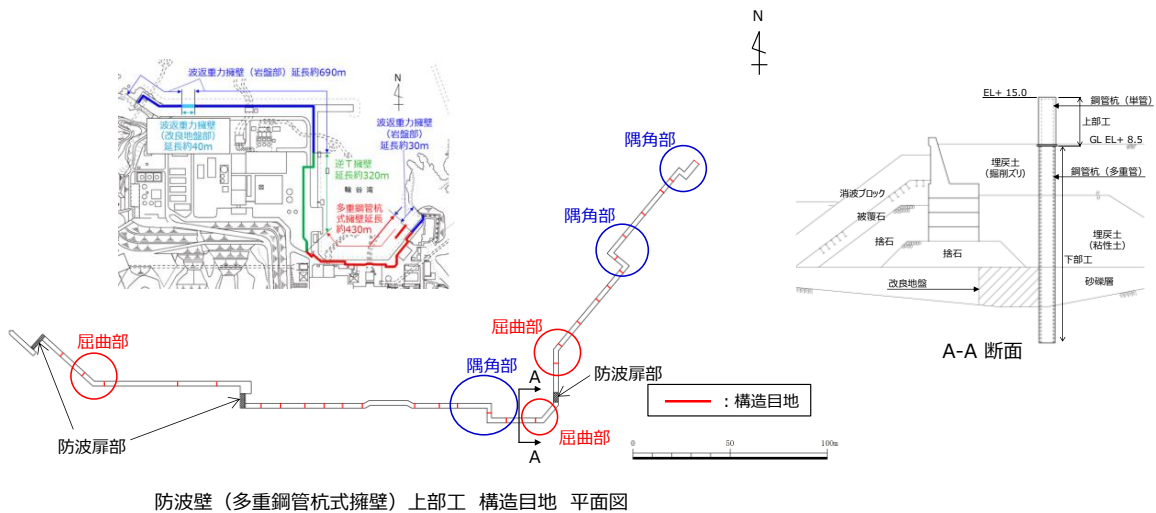 波返重力擁壁（岩盤部）延長約690m
N
波返重力擁壁
（改良地盤部）
延長約40m
波返重力擁壁
（岩盤部）
延長約30m
逆T擁壁
延長約320m
輪谷湾
多重鋼管杭
式擁壁延長
約430m
N
EL+ 15.0
鋼管杭（単管）
上部工
GL EL+ 8.5
埋戻土
（掘削ズリ）
鋼管杭（多重管）
消波ブロック
被覆石
捨石
捨石
埋戻土
（粘性土）
下部工
改良地盤
砂礫層
A-A 断面
隅角部
隅角部
屈曲部
屈曲部
隅角部
A
防波扉部
A
屈曲部
防波扉部
：構造目地
0
50
100m
防波壁（多重鋼管杭式擁壁）上部工 構造目地 平面図